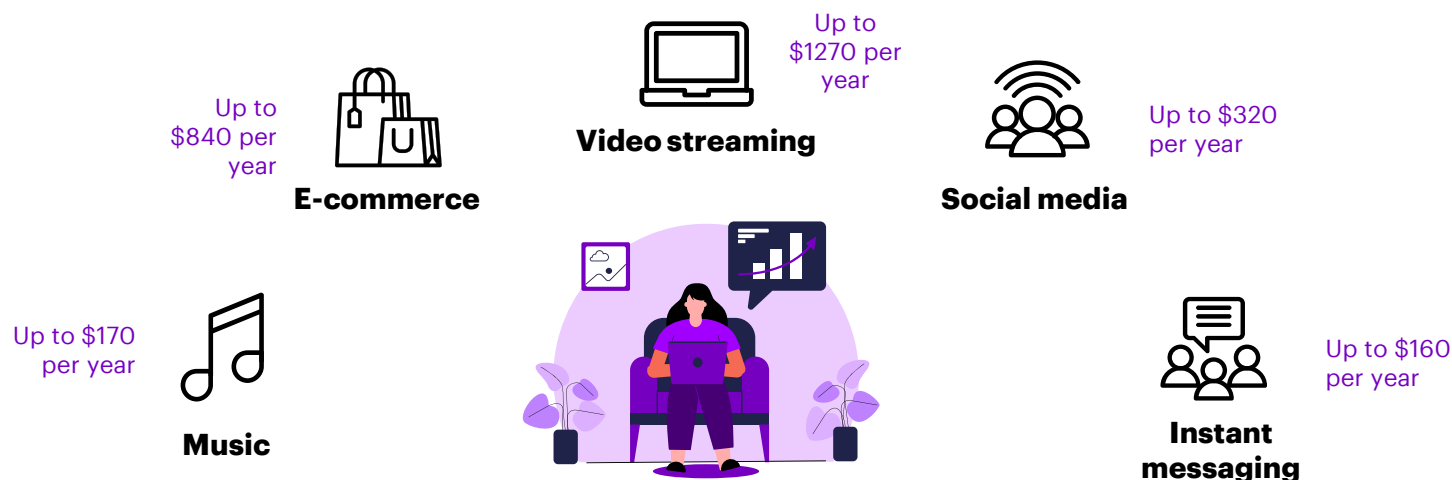 Up to
$1270 per
year
Video streaming
Up to
$840 per
year
E-commerce
Up to $320
per year
Social media
Up to $170
per year
Music
Up to $160
per year
Instant
messaging